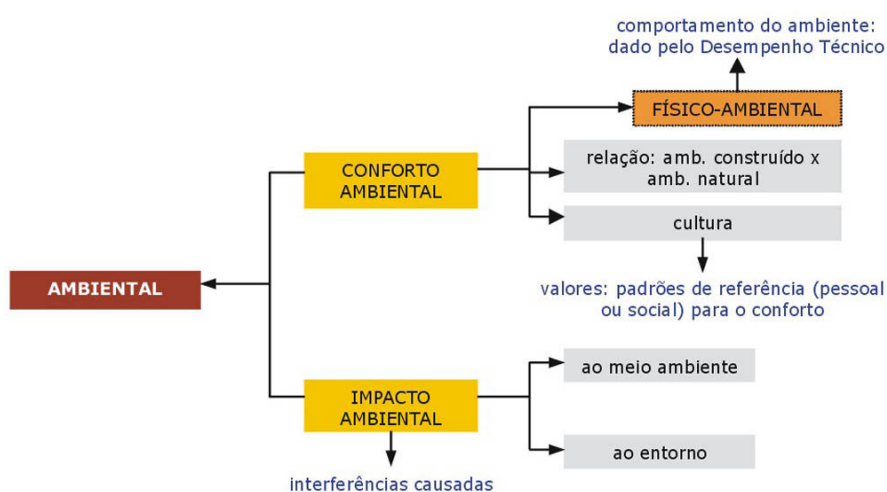 comportamento do ambiente:
dado pelo Desempenho Técnico
FÍSICO-AMBIENTAL
relação: amb. construído x
amb. natural
CONFORTO
AMBIENTAL
cultura
AMBIENTAL
valores: padrões de referência (pessoal
ou social) para o conforto
ao meio ambiente
IMPACTO
AMBIENTAL
ao entorno
interferências causadas